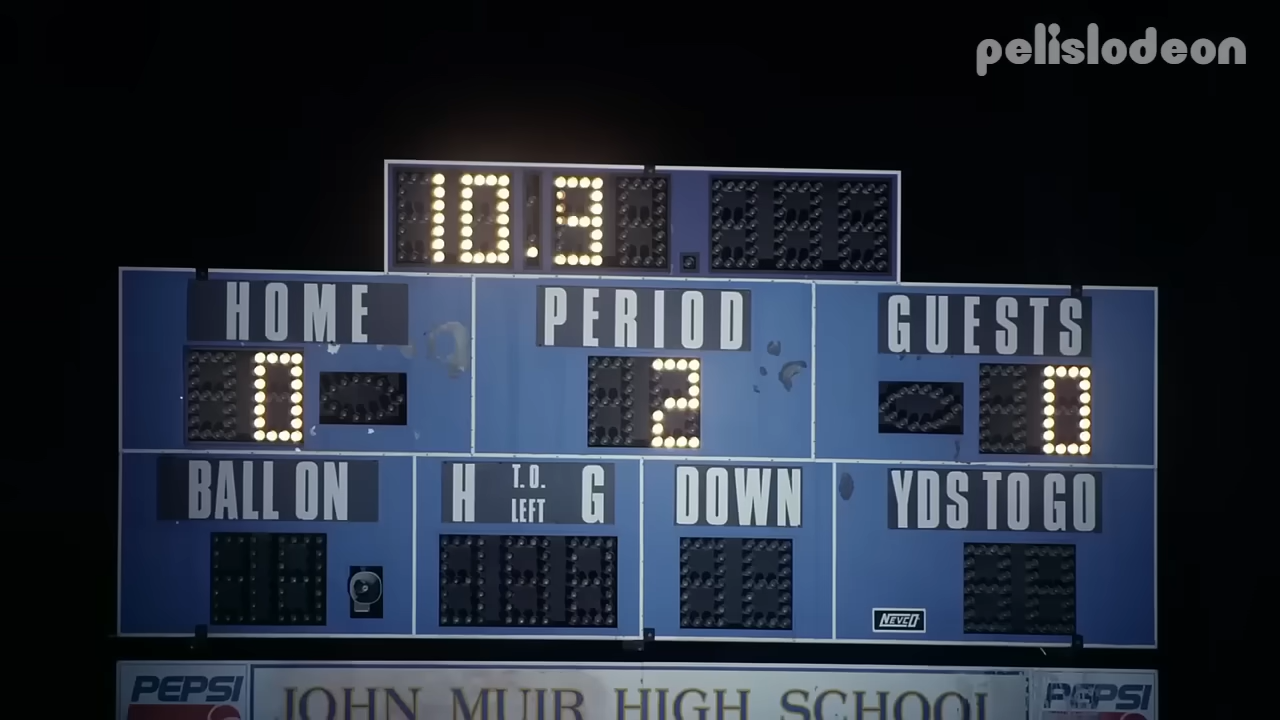 pelislodeon
10.9
HOME PERIOD GUESTS
0 2 0
BALL ON H T.O. LEFT G DOWN YDS TO GO
NEVCO
PEPSI JOHN MUIR HIGH SCHOOL PEPSI